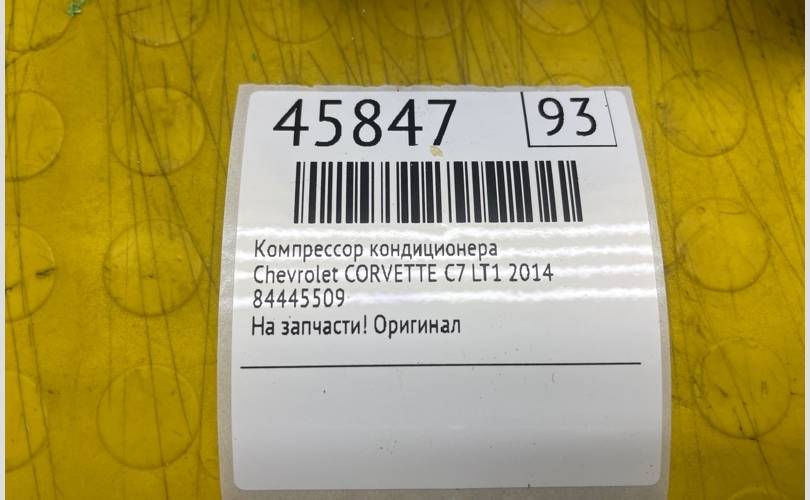 45847 93
Компрессор кондиционера
Chevrolet CORVETTE C7 LT1 2014
84445509
На запчасти! Оригинал